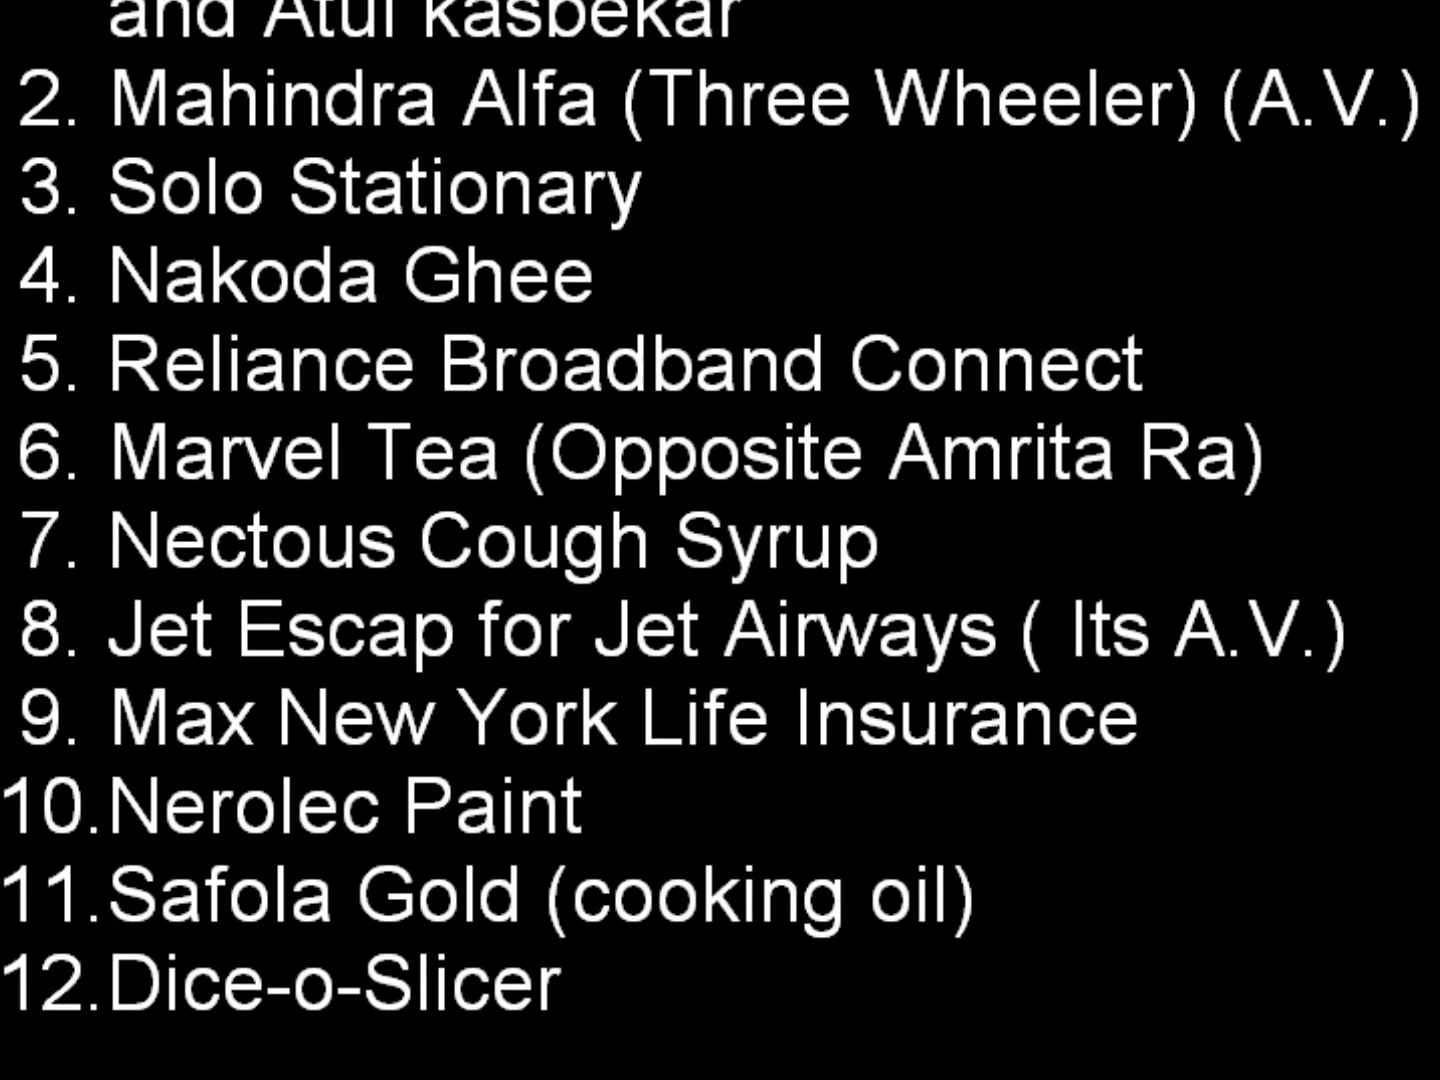 and Atul kasbekar
2. Mahindra Alfa (Three Wheeler) (A.V.)
3. Solo Stationary
4. Nakoda Ghee
5. Reliance Broadband Connect
6. Marvel Tea (Opposite Amrita Ra)
7. Nectous Cough Syrup
8. Jet Escap for Jet Airways ( Its A.V.)
9. Max New York Life Insurance
10. Nerolec Paint
11. Safola Gold (cooking oil)
12. Dice-o-Slicer